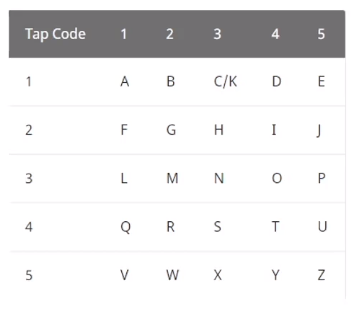 Tap Code 1 2 3 4 5
1 A B C/K D E
2 F G H I J
3 L M N O P
4 Q R S T U
5 V W X Y Z